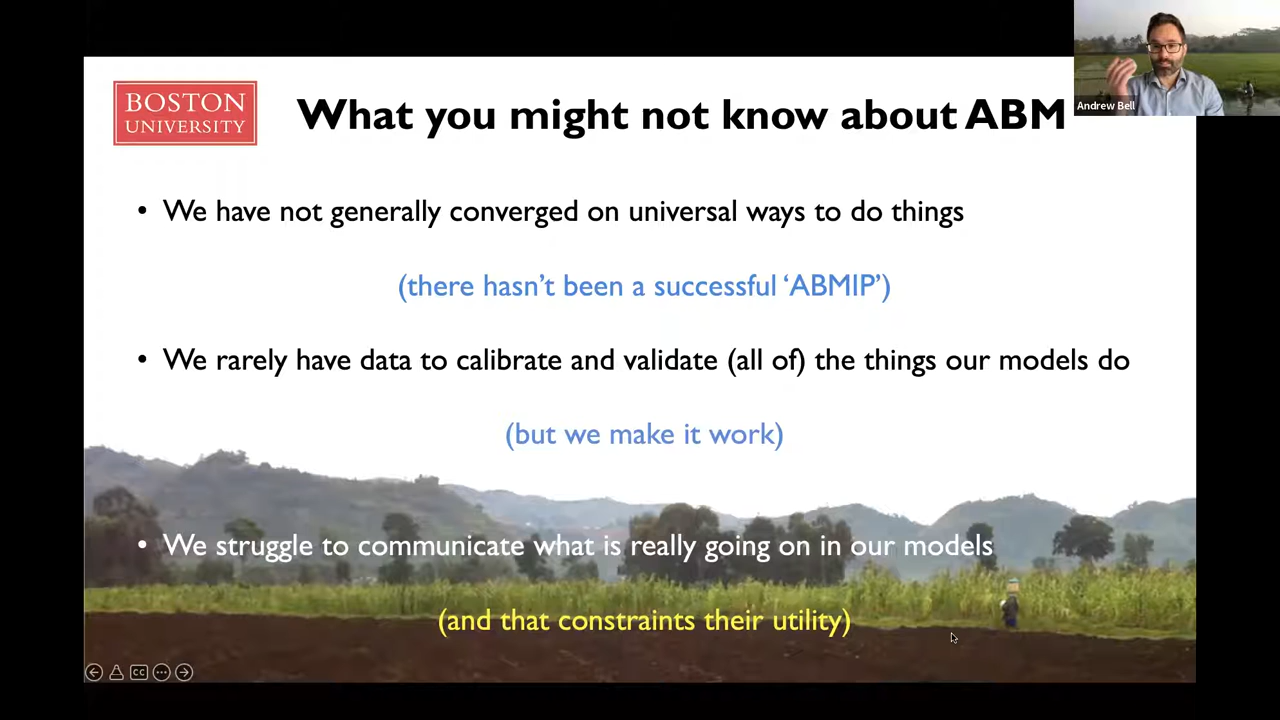 BOSTON
UNIVERSITY
What you might not know about ABM
Andrew Bell
• We have not generally converged on universal ways to do things
(there hasn’t been a successful ‘ABMIP’)
• We rarely have data to calibrate and validate (all of) the things our models do
(but we make it work)
• We struggle to communicate what is really going on in our models
(and that constraints their utility)
CC